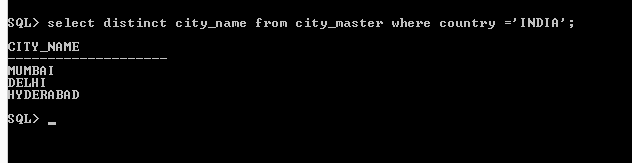 SQL> select distinct city_name from city_master where country ='INDIA';
CITY_NAME
--------------------
MUMBAI
DELHI
HYDERABAD
SQL> _